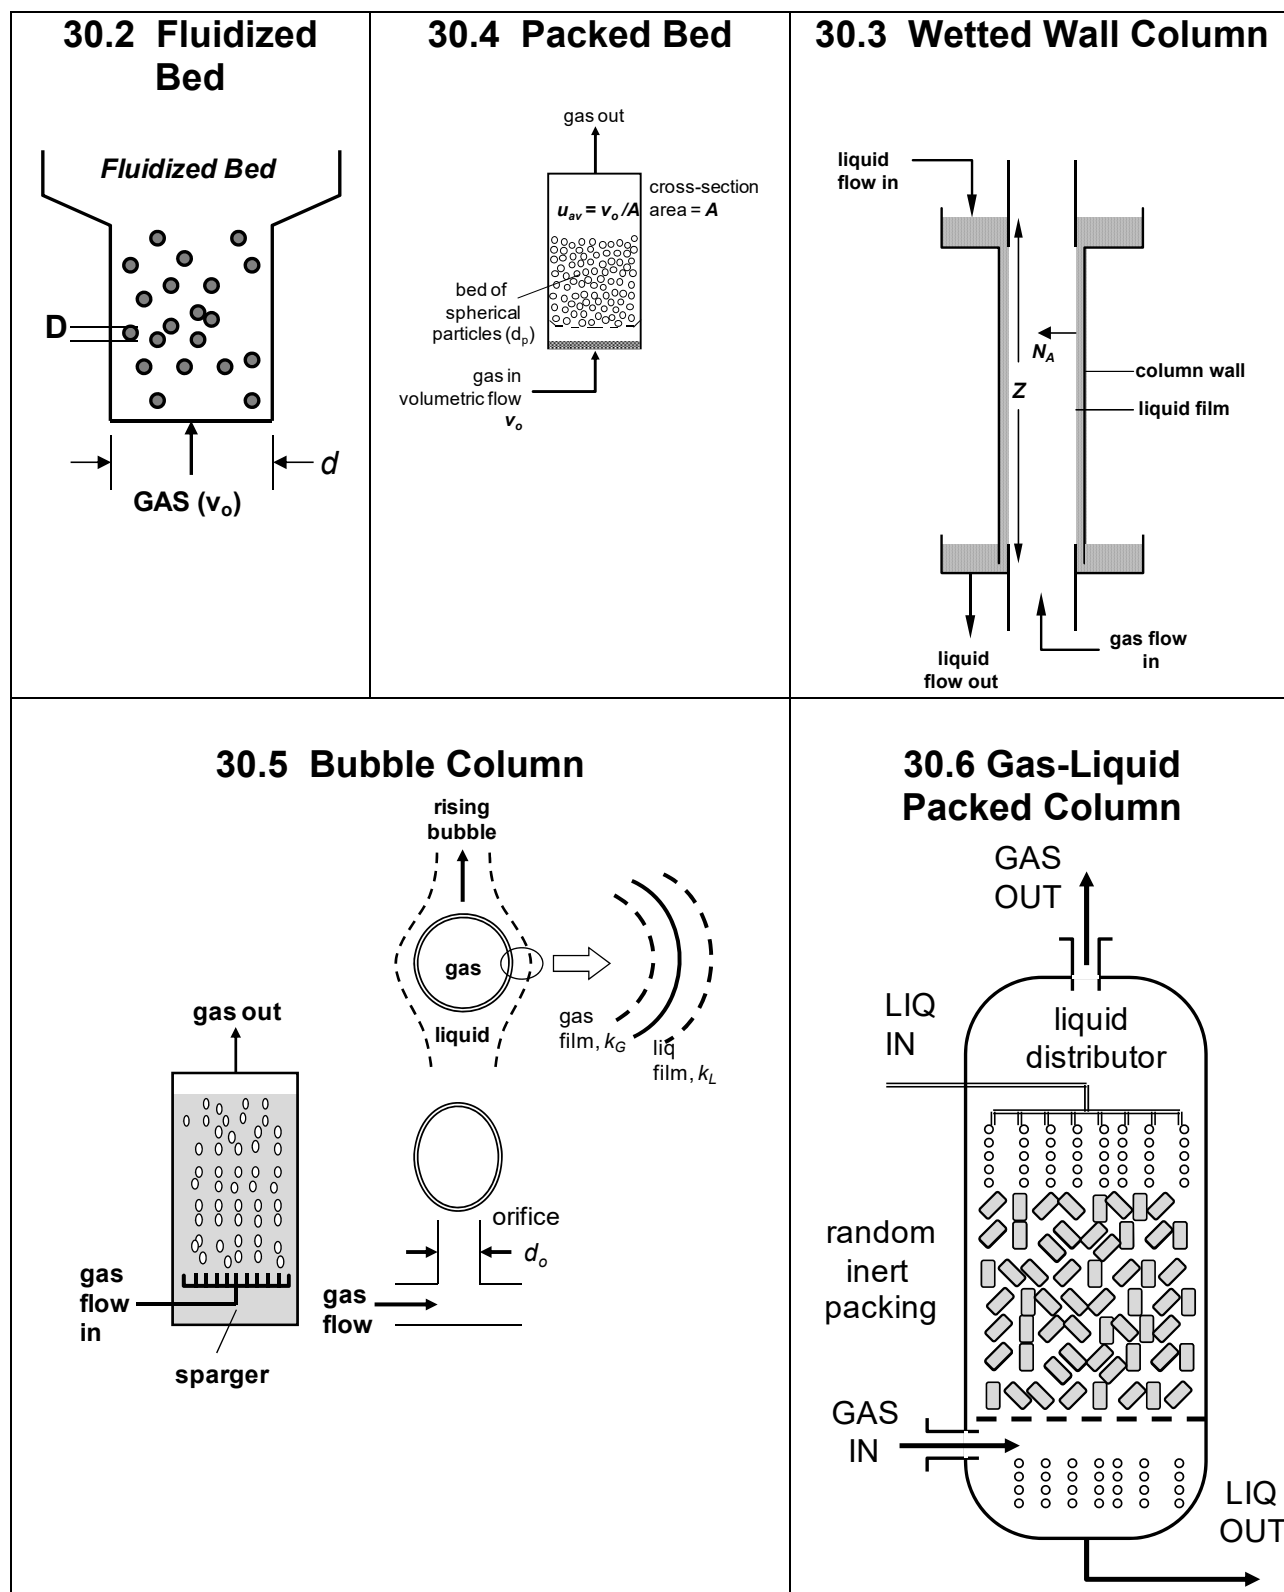 30.2 Fluidized
Bed
Fluidized Bed
D
d
GAS (vo)
30.4 Packed Bed
gas out
cross-section
area = A
uav = vo /A
bed of
spherical
particles (dp)
gas in
volumetric flow
vo
30.3 Wetted Wall Column
liquid
flow in
NA
Z
column wall
liquid film
liquid
flow out
gas flow
in
30.5 Bubble Column
rising
bubble
gas
liquid
gas
film, kG
liq
film, kL
gas out
gas
flow
in
sparger
orifice
do
gas
flow
30.6 Gas-Liquid
Packed Column
GAS
OUT
LIQ
IN
liquid
distributor
random
inert
packing
GAS
IN
LIQ
OUT